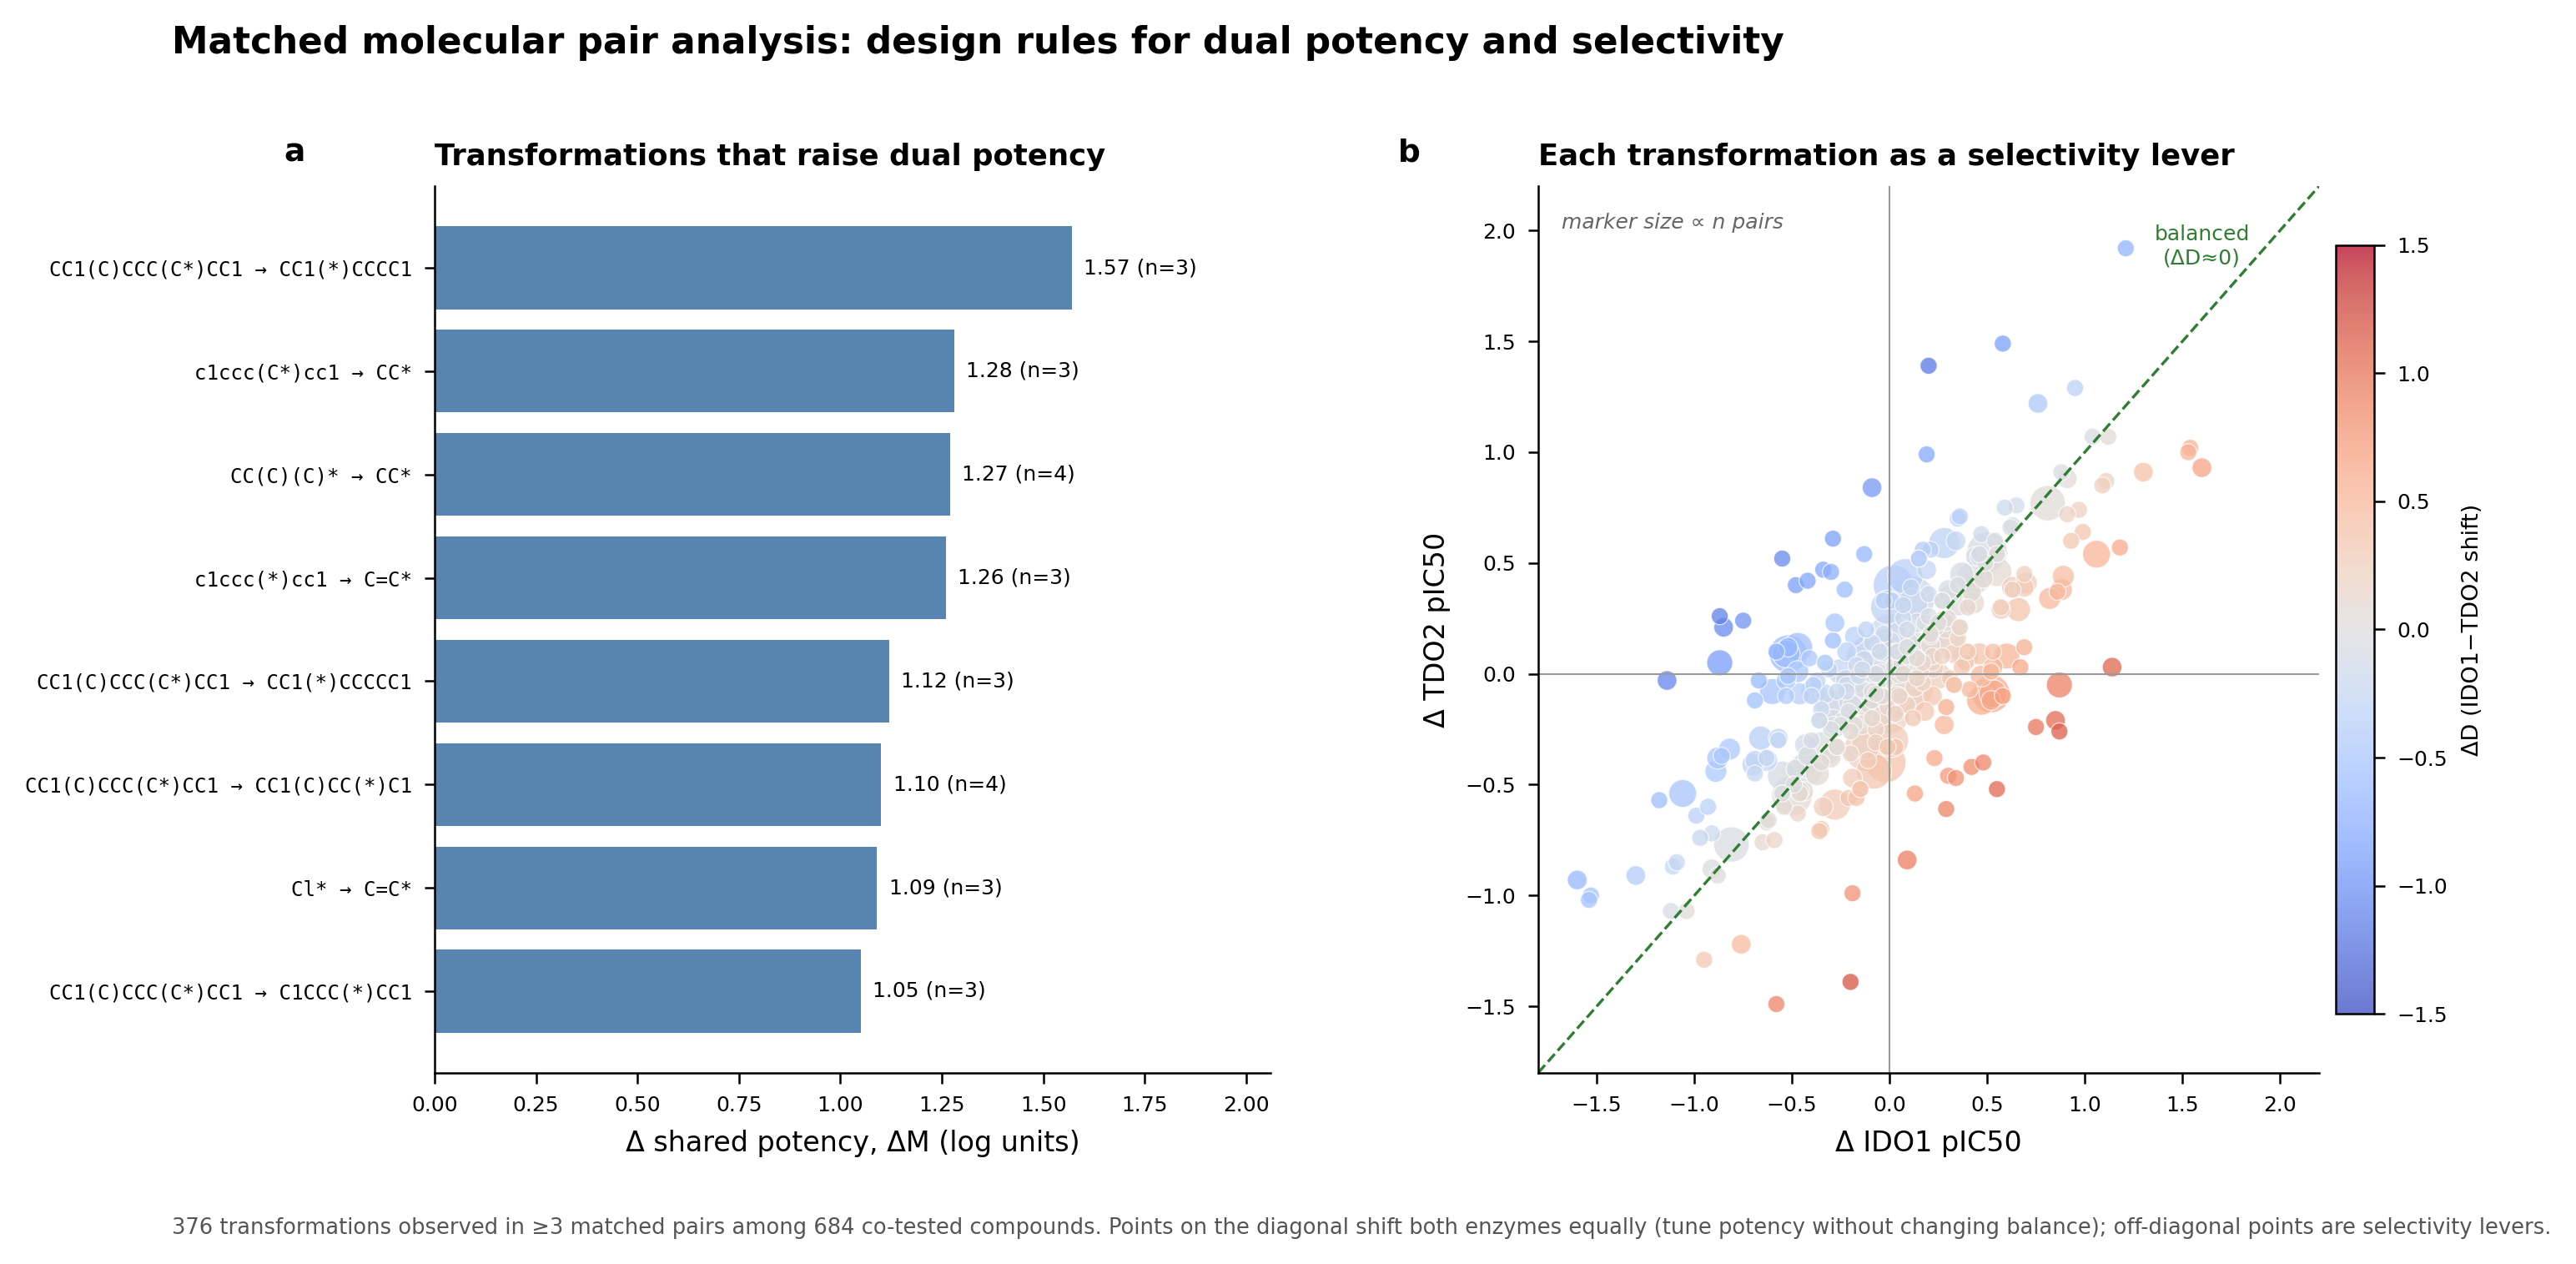 Matched molecular pair analysis: design rules for dual potency and selectivity
a
Transformations that raise dual potency
CC1(C)CCC(C*)CC1 → CC1(*)CCCC1
1.57 (n=3)
c1ccc(C*)cc1 → CC*
1.28 (n=3)
CC(C)(C)* → CC*
1.27 (n=4)
c1ccc(*)cc1 → C=C*
1.26 (n=3)
CC1(C)CCC(C*)CC1 → CC1(*)CCCCC1
1.12 (n=3)
CC1(C)CCC(C*)CC1 → CC1(C)CC(*)C1
1.10 (n=4)
Cl* → C=C*
1.09 (n=3)
CC1(C)CCC(C*)CC1 → C1CCC(*)CC1
1.05 (n=3)
0.00 0.25 0.50 0.75 1.00 1.25 1.50 1.75 2.00
Δ shared potency, ΔM (log units)
b
Each transformation as a selectivity lever
marker size ∝ n pairs
balanced
(ΔD≈0)
Δ TDO2 pIC50
2.0
1.5
1.0
0.5
0.0
−0.5
−1.0
−1.5
−1.5 −1.0 −0.5 0.0 0.5 1.0 1.5 2.0
Δ IDO1 pIC50
1.5
1.0
0.5
0.0
−0.5
−1.0
−1.5
ΔD (IDO1−TDO2 shift)
376 transformations observed in ≥3 matched pairs among 684 co-tested compounds. Points on the diagonal shift both enzymes equally (tune potency without changing balance); off-diagonal points are selectivity levers.